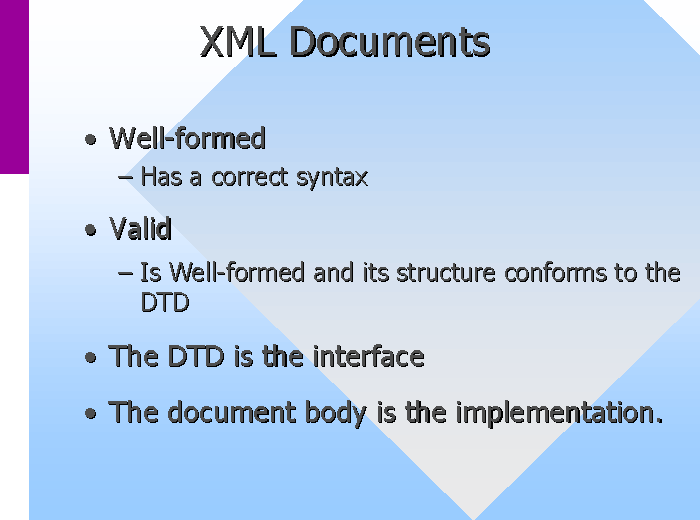 XML Documents
• Well-formed
– Has a correct syntax
• Valid
– Is Well-formed and its structure conforms to the
DTD
• The DTD is the interface
• The document body is the implementation.